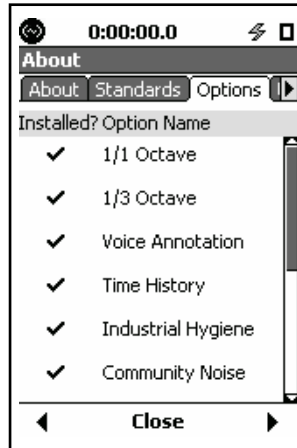 0:00:00.0
About
About Standards Options
Installed? Option Name
1/1 Octave
1/3 Octave
Voice Annotation
Time History
Industrial Hygiene
Community Noise
Close